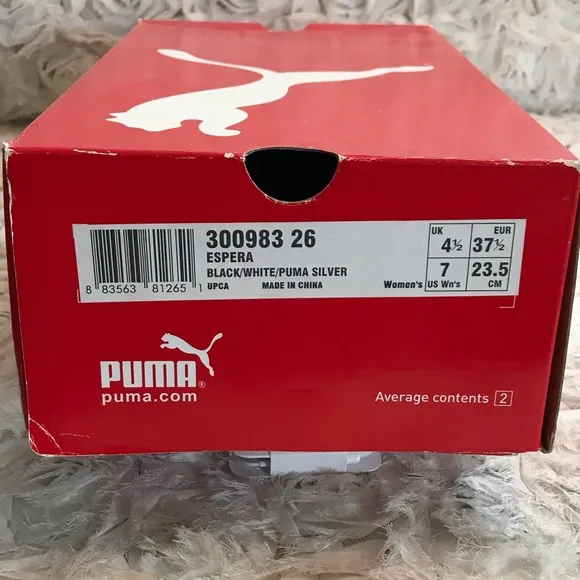 300983 26
ESPERA
BLACK/WHITE/PUMA SILVER
8 83563 81265 1
UPCA MADE IN CHINA
Women's
UK EUR
4½ 37½
7 23.5
US Wn's CM
PUMA®
puma.com
Average contents 2